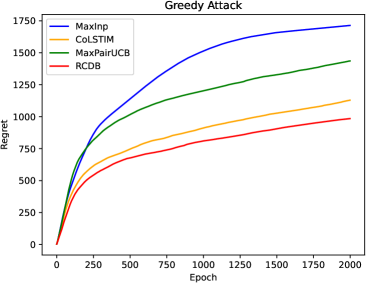 Greedy Attack
MaxInp
CoLSTIM
MaxPairUCB
RCDB
Regret
1750
1500
1250
1000
750
500
250
0
0 250 500 750 1000 1250 1500 1750 2000
Epoch